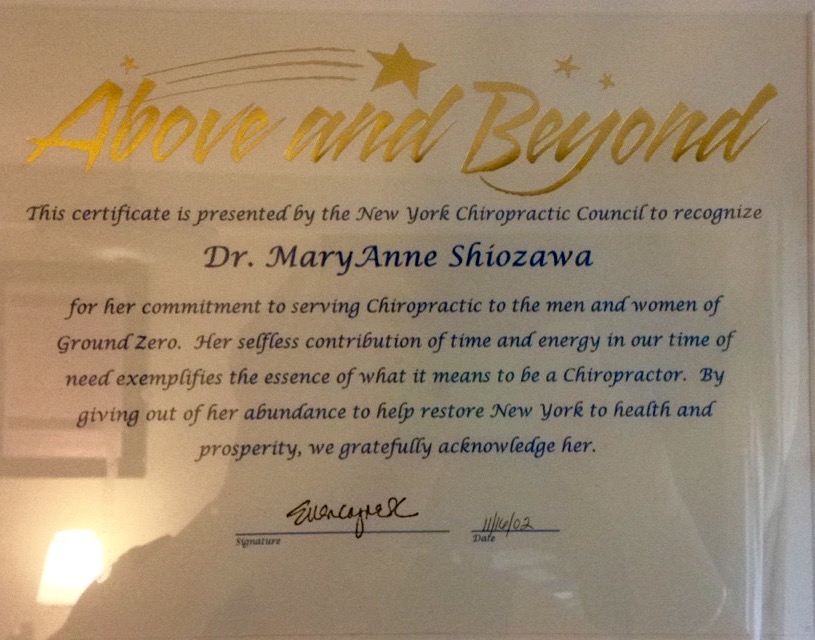 Above and Beyond
This certificate is presented by the New York Chiropractic Council to recognize
Dr. MaryAnne Shiozawa
for her commitment to serving Chiropractic to the men and women of
Ground Zero. Her selfless contribution of time and energy in our time of
need exemplifies the essence of what it means to be a Chiropractor. By
giving out of her abundance to help restore New York to health and
prosperity, we gratefully acknowledge her.
11/16/02
Signature Date